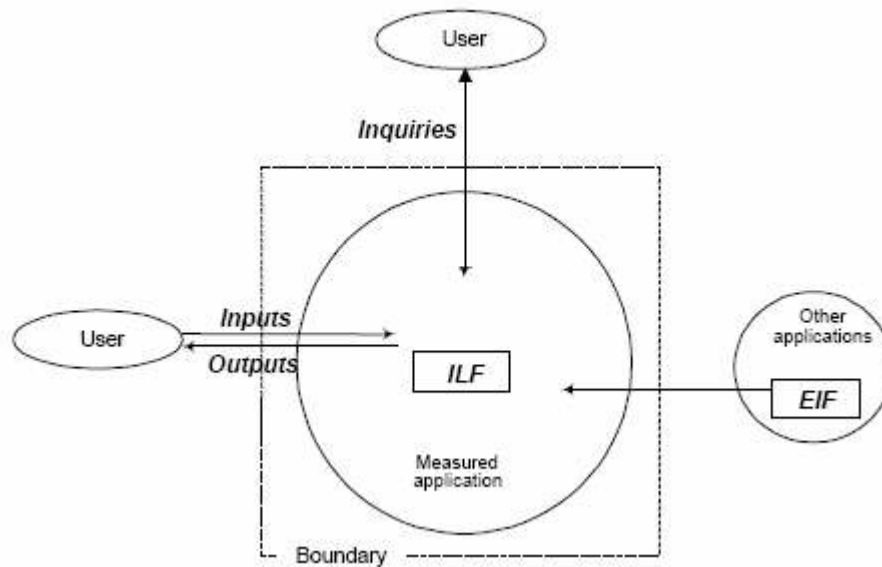 User
Inquiries
User
Inputs
Outputs
ILF
Measured
application
Other
applications
EIF
Boundary